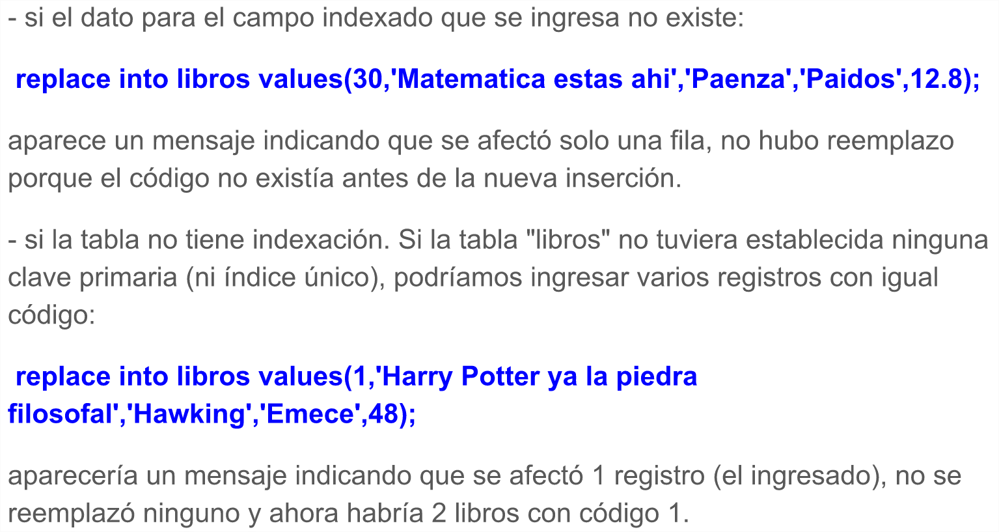 - si el dato para el campo indexado que se ingresa no existe:
replace into libros values(30,'Matematica estas ahi','Paenza','Paidos',12.8);
aparece un mensaje indicando que se afectó solo una fila, no hubo reemplazo
porque el código no existía antes de la nueva inserción.
- si la tabla no tiene indexación. Si la tabla "libros" no tuviera establecida ninguna
clave primaria (ni índice único), podríamos ingresar varios registros con igual
código:
replace into libros values(1,'Harry Potter ya la piedra
filosofal','Hawking','Emece',48);
aparecería un mensaje indicando que se afectó 1 registro (el ingresado), no se
reemplazó ninguno y ahora habría 2 libros con código 1.